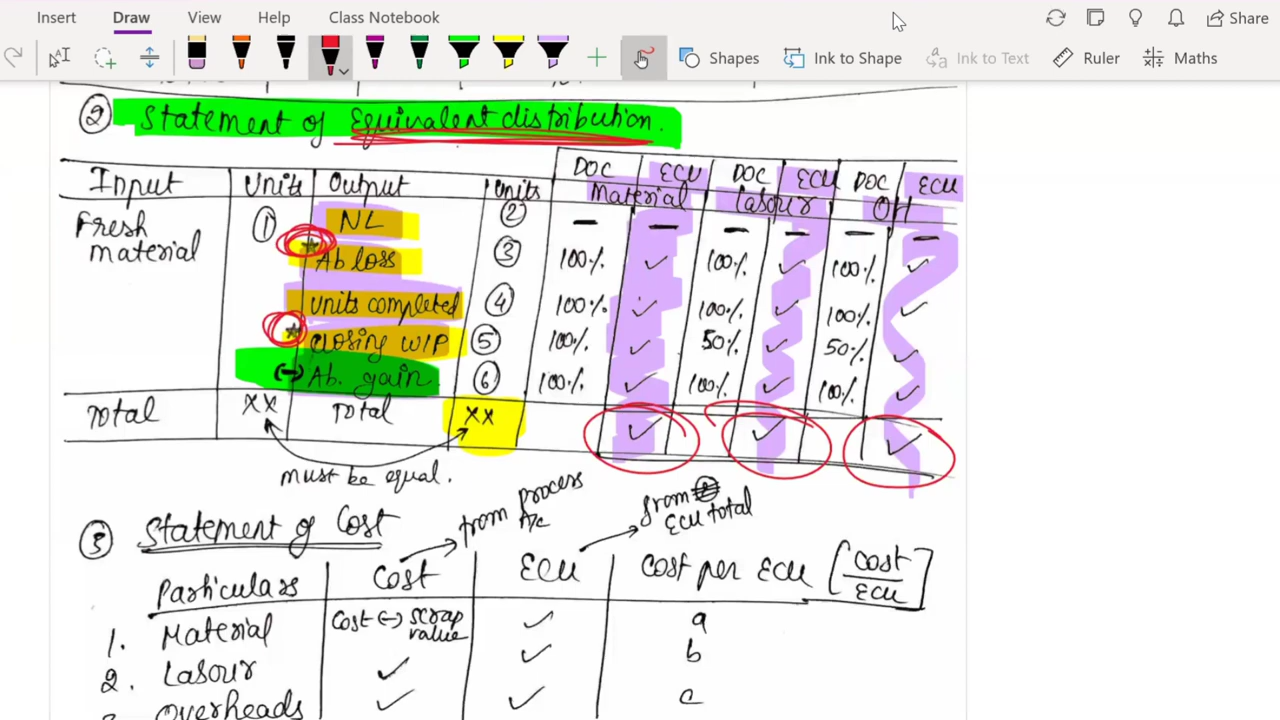 Insert Draw View Help Class Notebook Share
Shapes Ink to Shape Ink to Text Ruler Maths
② Statement of Equivalent distribution.
DOC ECU DOC ECU DOC ECU
Input Units Output Units Material Labour OH
Fresh material ① NL ② — — — — — —
★ Ab loss ③ 100% ✓ 100% ✓ 100% ✓
Units completed ④ 100% ✓ 100% ✓ 100% ✓
★ closing WIP ⑤ 100% ✓ 50% ✓ 50% ✓
(-) Ab. gain ⑥ 100% ✓ 100% ✓ 100% ✓
Total XX Total XX ✓ ✓ ✓
must be equal.
③ Statement of Cost
from process A/c
from ECU total
Particulars Cost ECU Cost per ECU [Cost/ECU]
1. Material Cost (-) scrap value ✓ a
2. Labour ✓ ✓ b
Overheads ✓ ✓ c